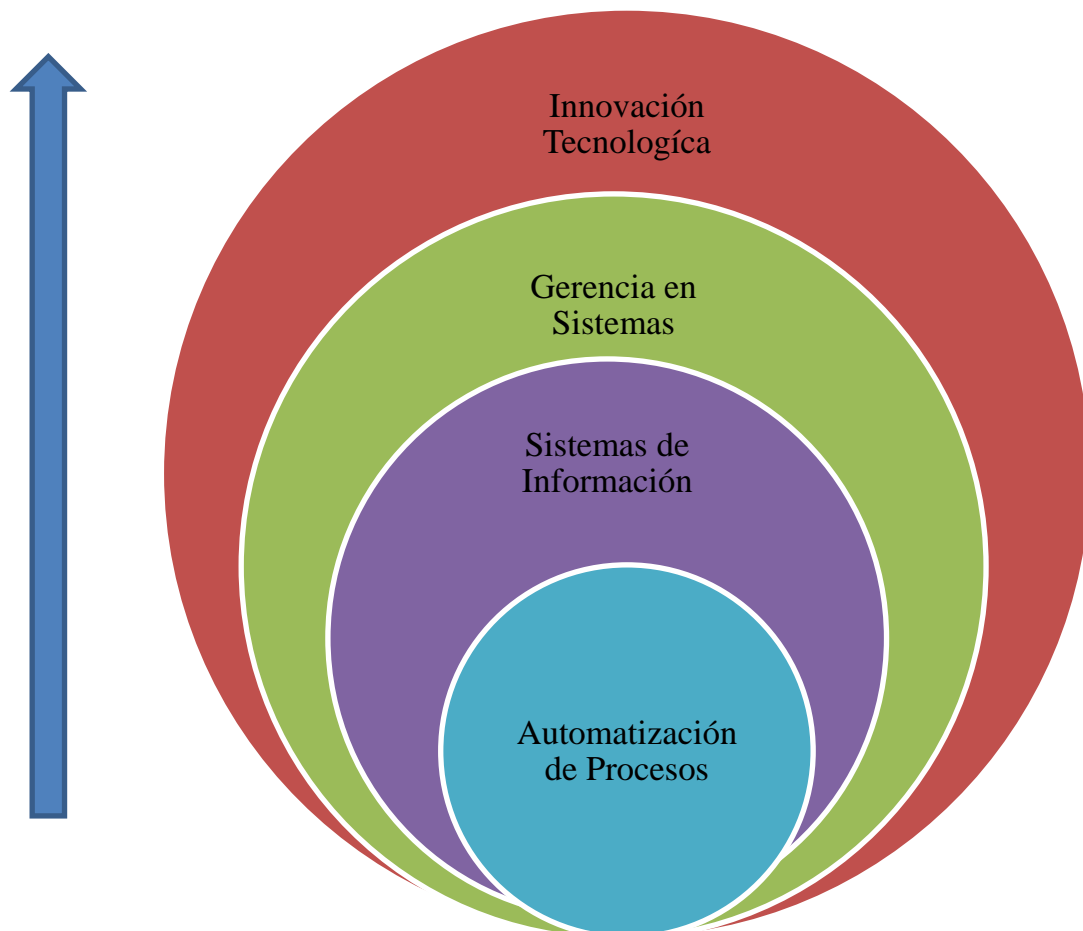 Innovación
Tecnologíca
Gerencia en
Sistemas
Sistemas de
Información
Automatización
de Procesos